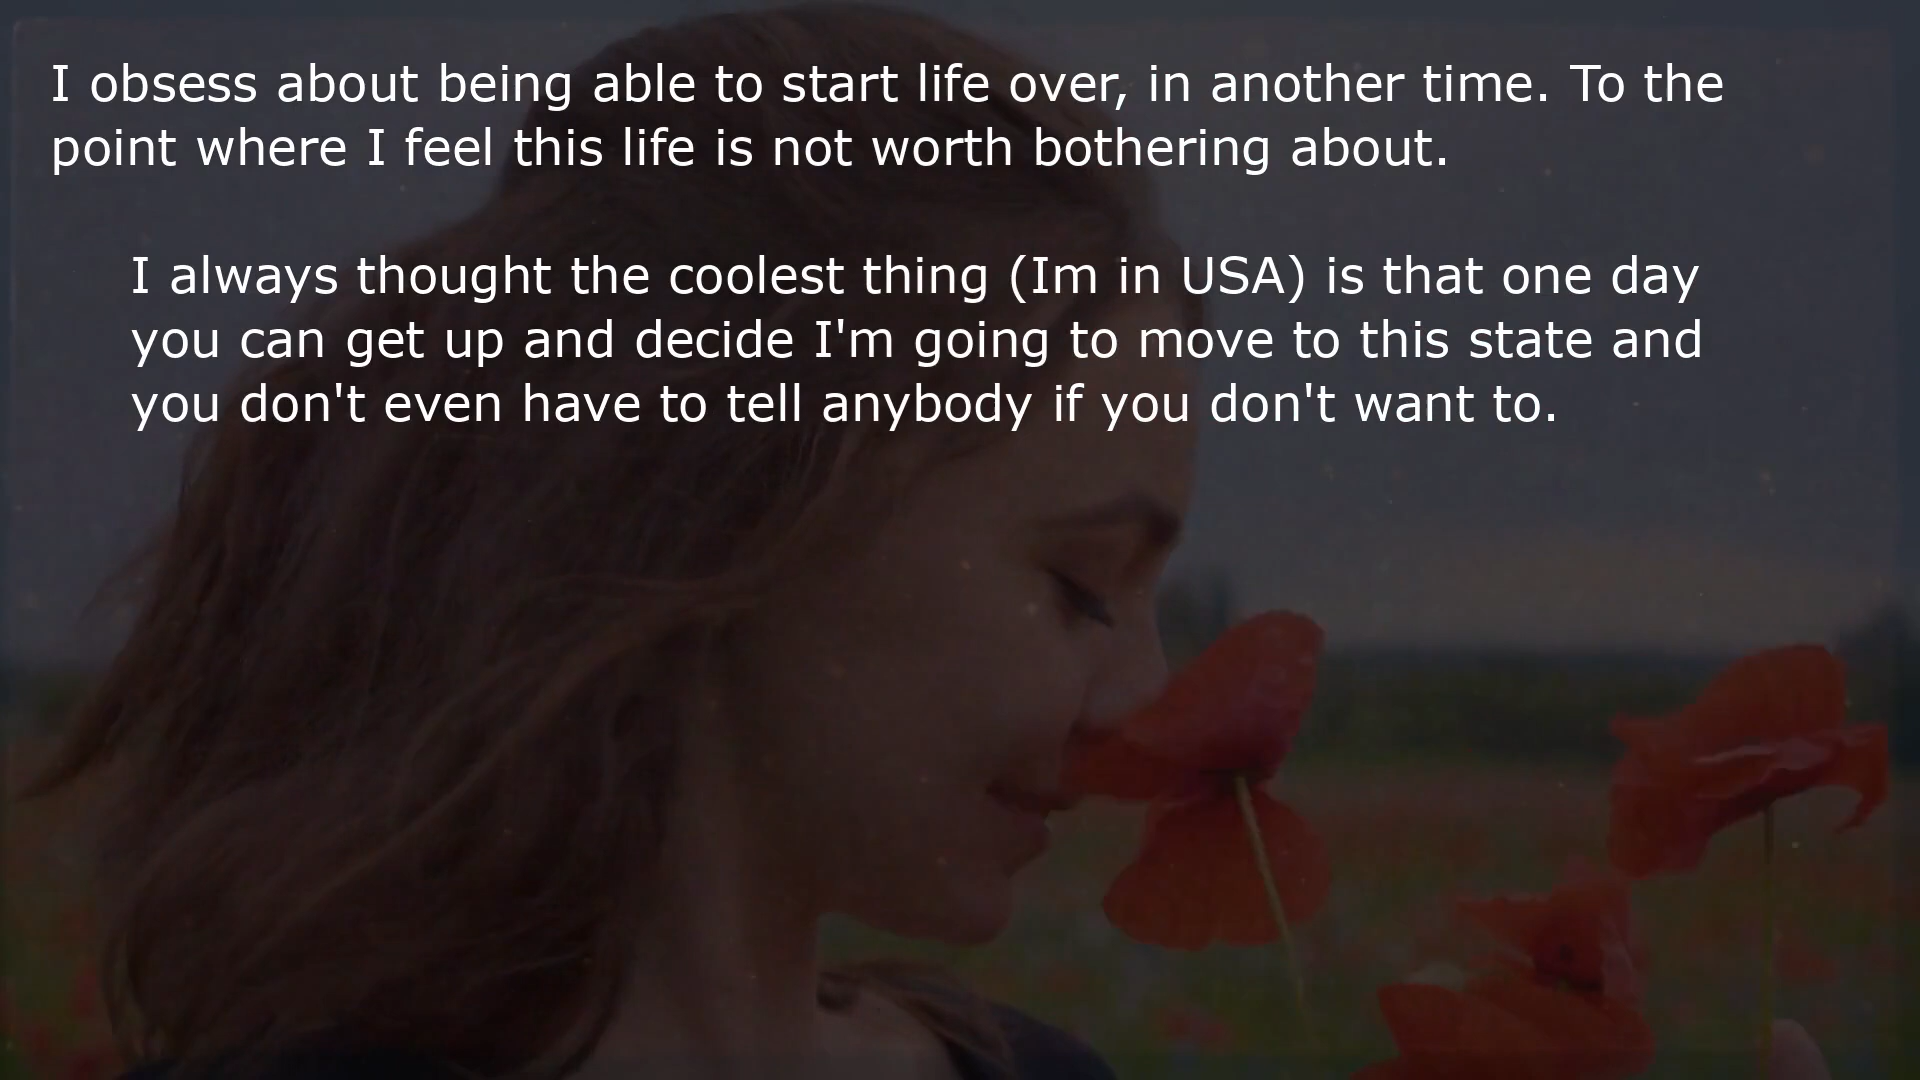 I obsess about being able to start life over, in another time. To the
point where I feel this life is not worth bothering about.
I always thought the coolest thing (Im in USA) is that one day
you can get up and decide I'm going to move to this state and
you don't even have to tell anybody if you don't want to.